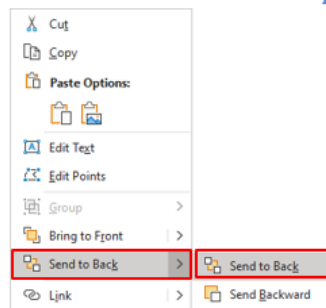 Cut
Copy
Paste Options:
Edit Text
Edit Points
Group
Bring to Front
Send to Back
Send to Back
Link
Send Backward